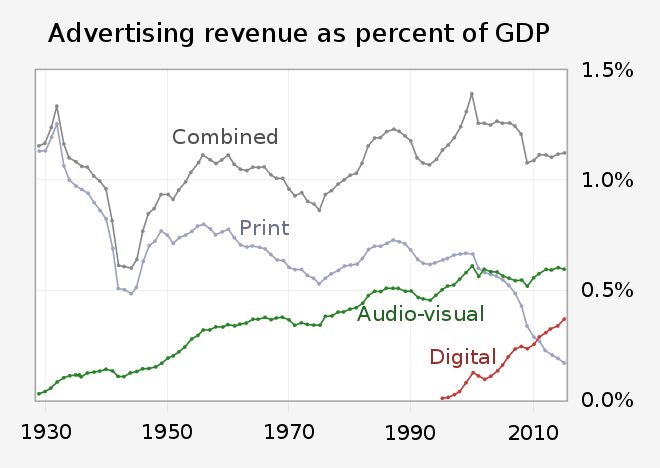 Advertising revenue as percent of GDP
1.5%
Combined
1.0%
Print
0.5%
Audio-visual
Digital
0.0%
1930 1950 1970 1990 2010